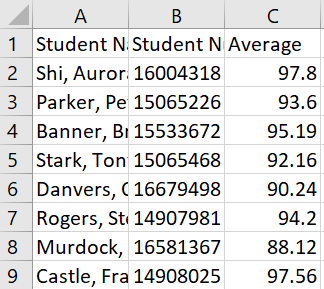 A B C
1 Student Na Student N Average
2 Shi, Aurora 16004318 97.8
3 Parker, Pe 15065226 93.6
4 Banner, Br 15533672 95.19
5 Stark, Ton 15065468 92.16
6 Danvers, C 16679498 90.24
7 Rogers, Ste 14907981 94.2
8 Murdock, 16581367 88.12
9 Castle, Fra 14908025 97.56